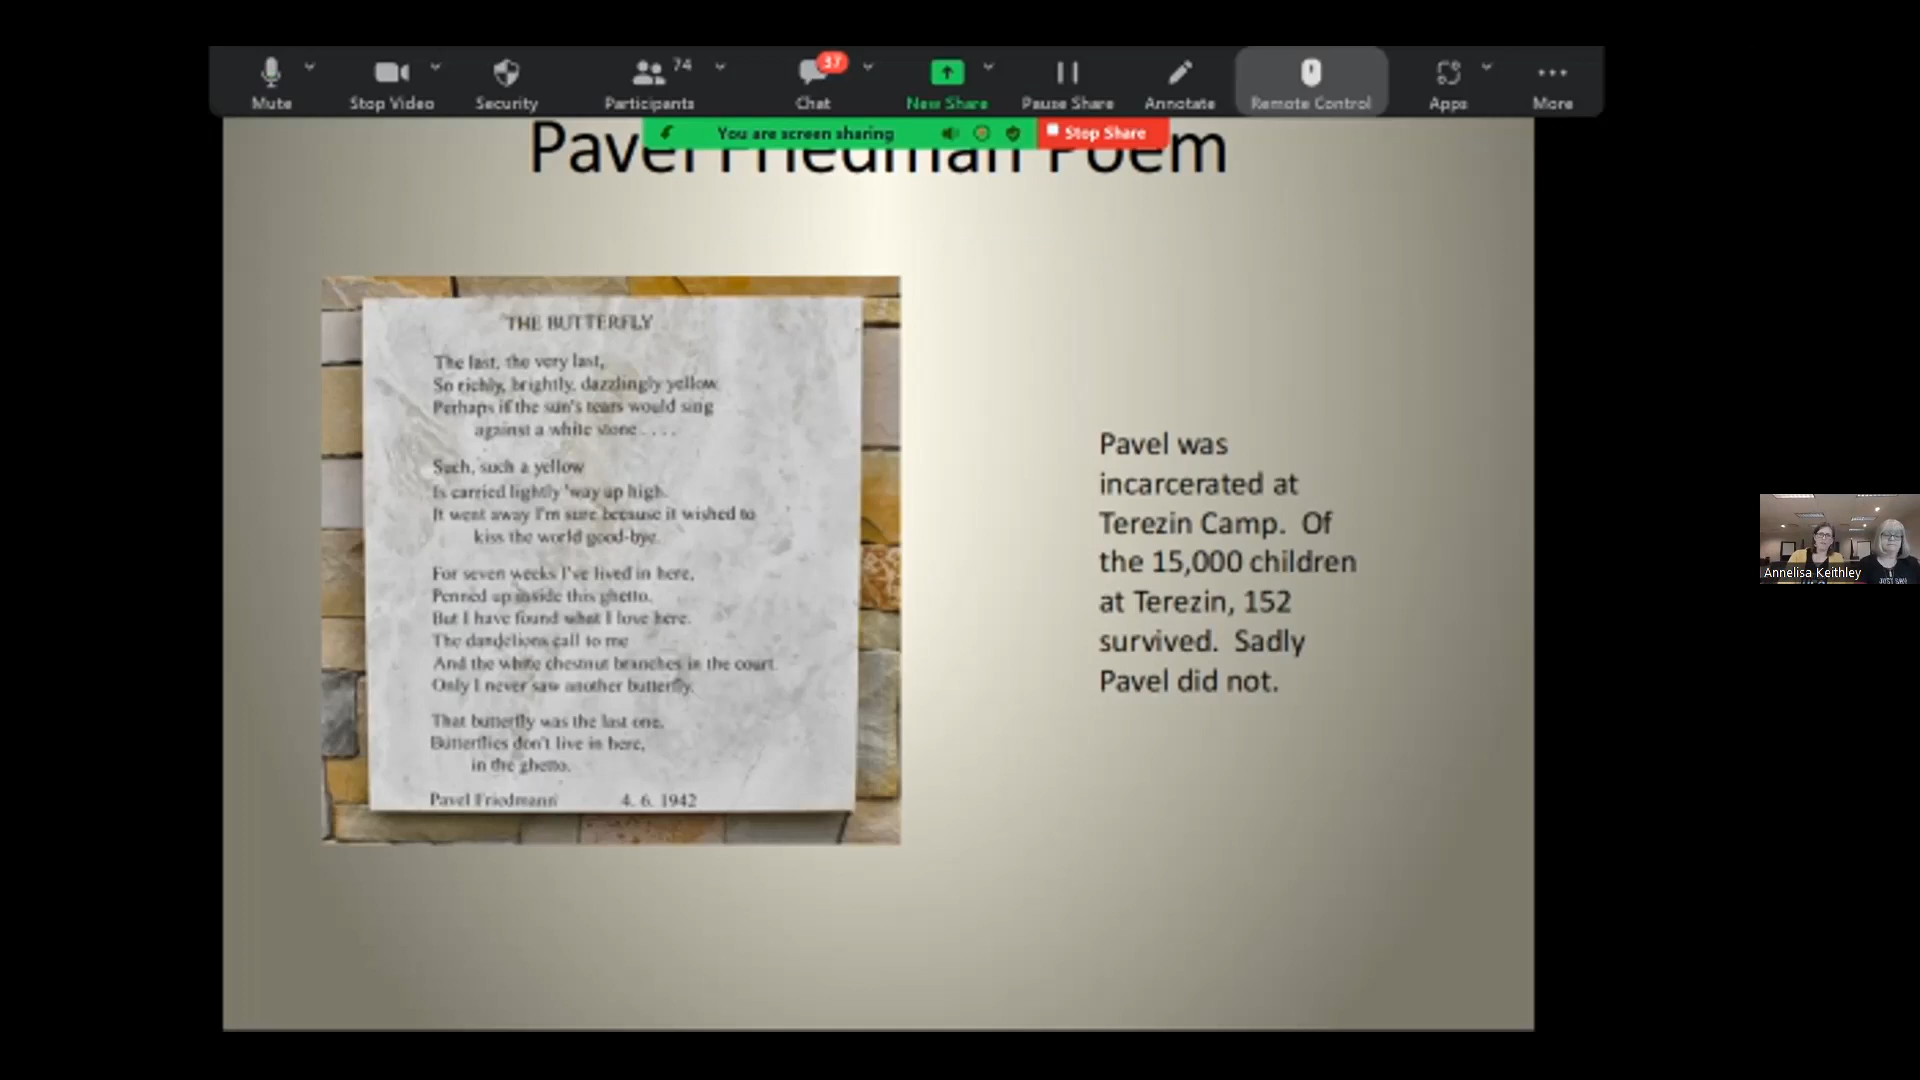 74
37
Mute
Stop Video
Security
Participants
Chat
New Share
Pause Share
Annotate
Remote Control
Apps
More
You are screen sharing
Stop Share
Pavel Friedman Poem
THE BUTTERFLY
The last, the very last,
So richly, brightly, dazzlingly yellow.
Perhaps if the sun's tears would sing
against a white stone . . . .
Such, such a yellow
Is carried lightly 'way up high.
It went away I'm sure because it wished to
kiss the world good-bye.
For seven weeks I've lived in here,
Penned up inside this ghetto.
But I have found what I love here.
The dandelions call to me
And the white chestnut branches in the court.
Only I never saw another butterfly.
That butterfly was the last one.
Butterflies don't live in here,
in the ghetto.
Pavel Friedmann 4. 6. 1942
Pavel was
incarcerated at
Terezin Camp. Of
the 15,000 children
at Terezin, 152
survived. Sadly
Pavel did not.
Annelisa Keithley
JUST SAY